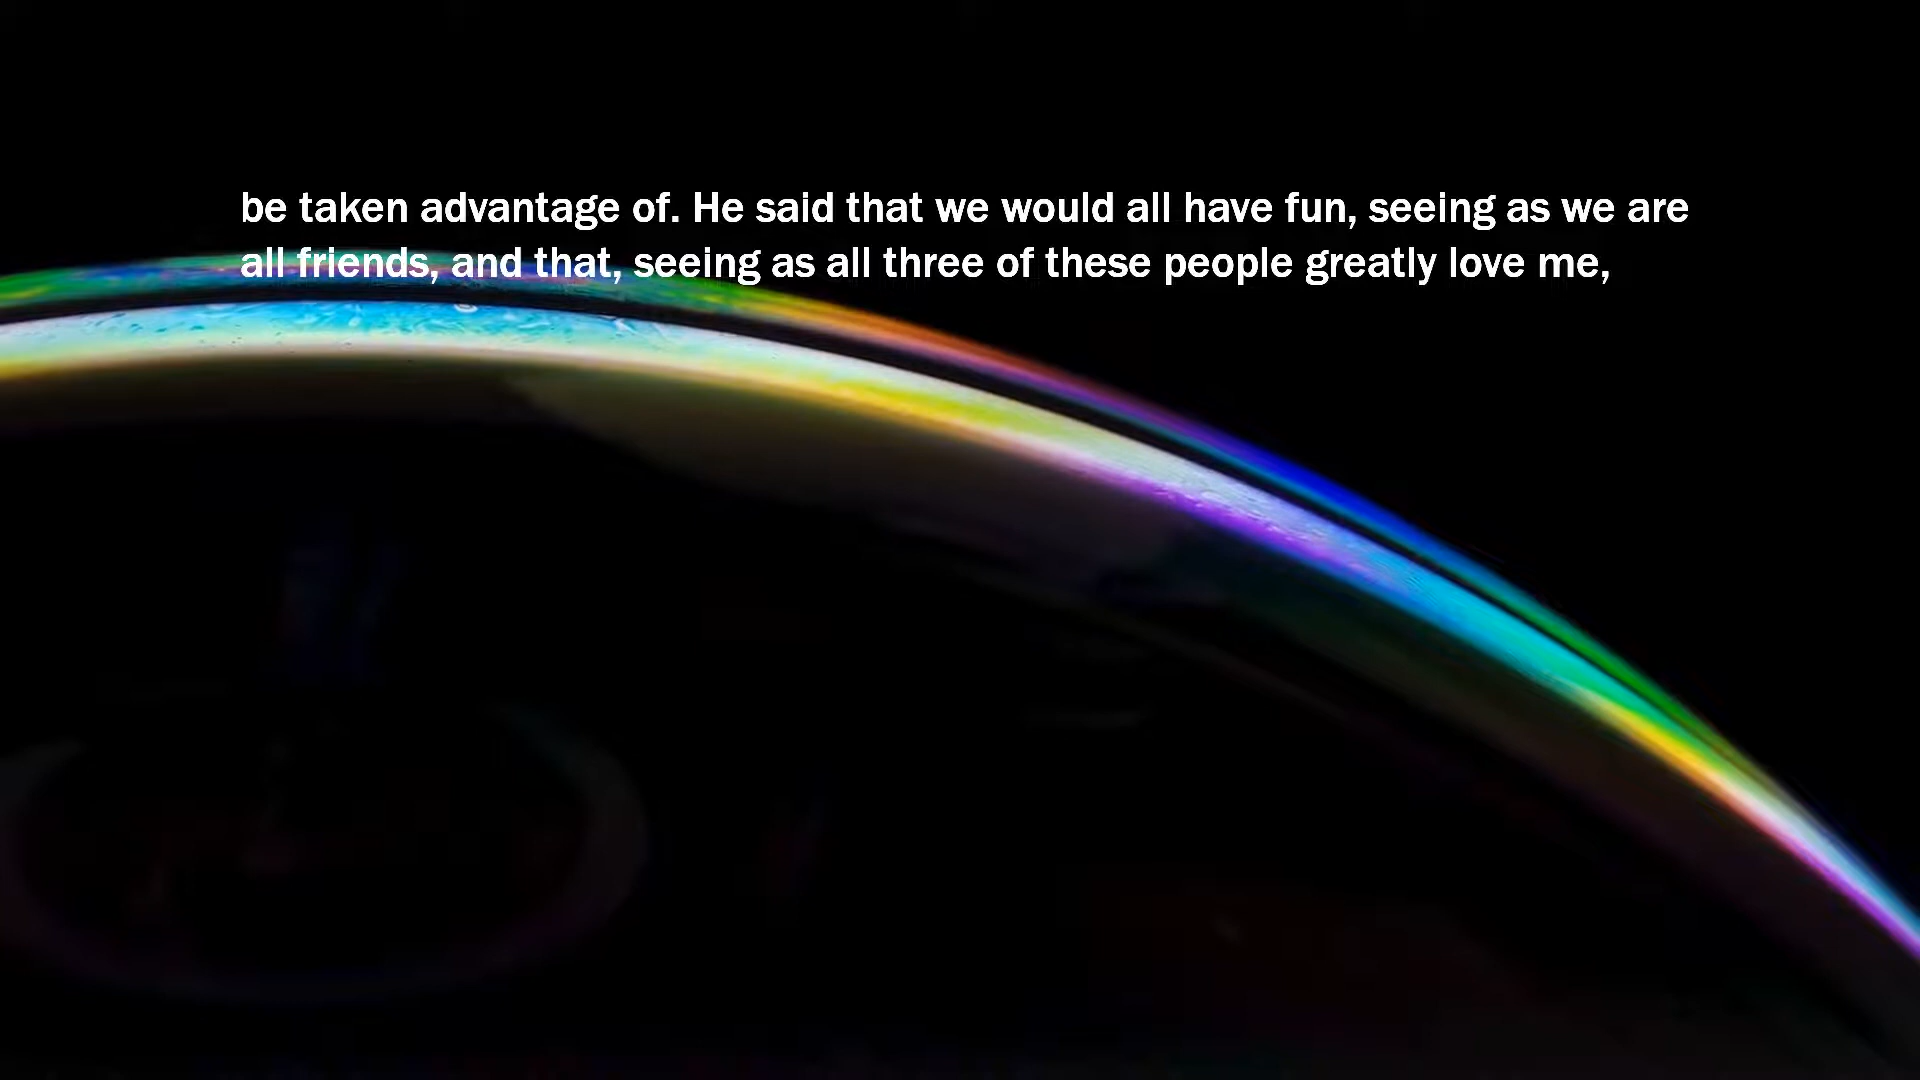 be taken advantage of. He said that we would all have fun, seeing as we are
all friends, and that, seeing as all three of these people greatly love me,